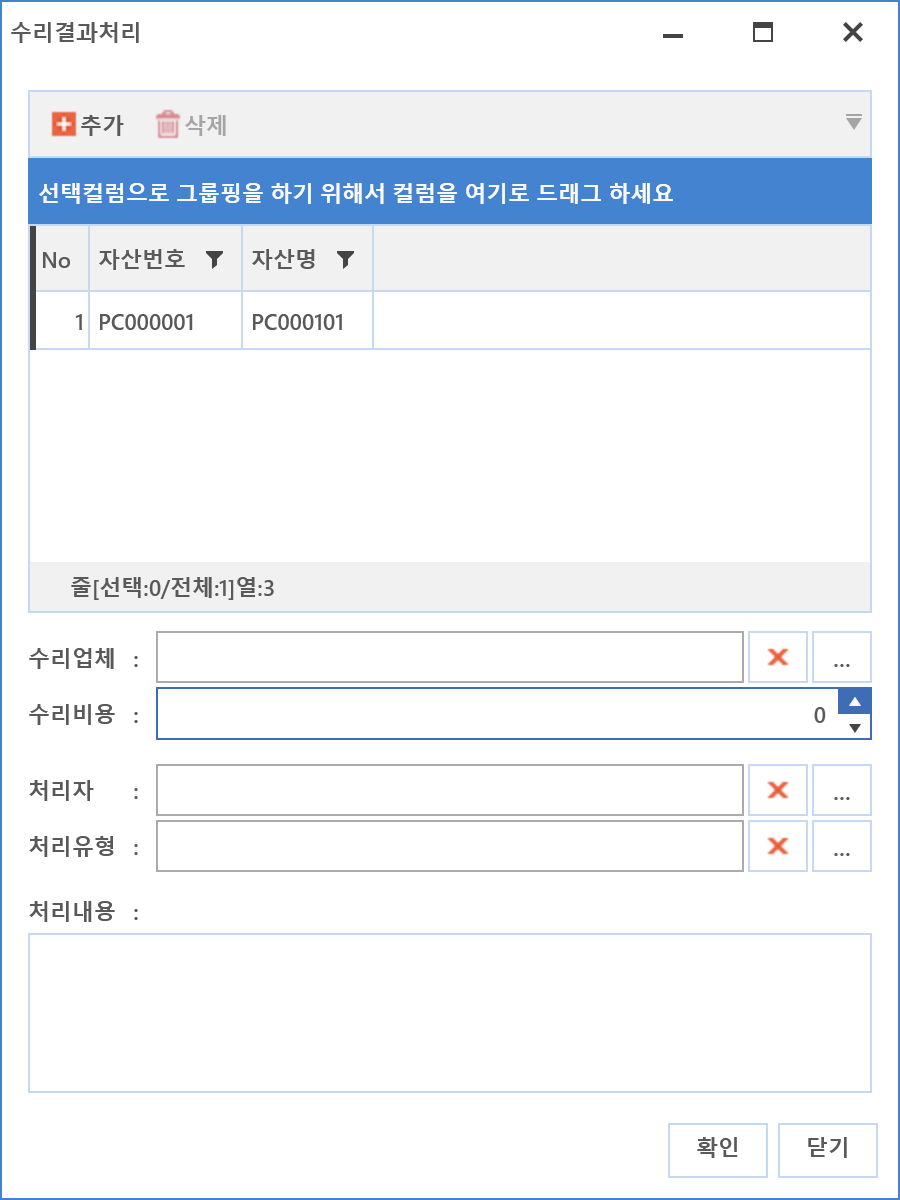 수리결과처리
추가 삭제
선택컬럼으로 그룹핑을 하기 위해서 컬럼을 여기로 드래그 하세요
No 자산번호 자산명
1 PC000001 PC000101
줄[선택:0/전체:1]열:3
수리업체 : ...
수리비용 : 0
처리자 : ...
처리유형 : ...
처리내용 :
확인 닫기